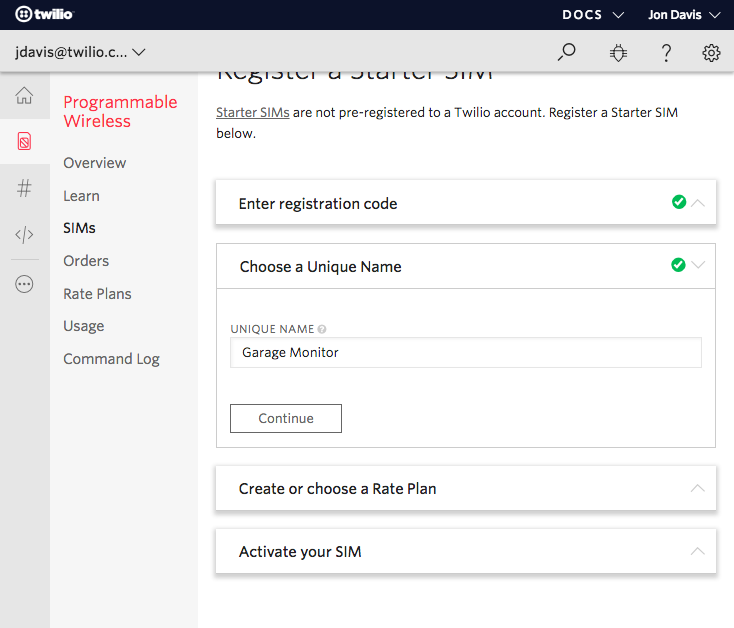 twilio
DOCS
Jon Davis
jdavis@twilio.c...
Programmable
Wireless
Overview
Learn
SIMs
Orders
Rate Plans
Usage
Command Log
Register a Starter SIM
Starter SIMs are not pre-registered to a Twilio account. Register a Starter SIM
below.
Enter registration code
Choose a Unique Name
UNIQUE NAME ?
Garage Monitor
Continue
Create or choose a Rate Plan
Activate your SIM